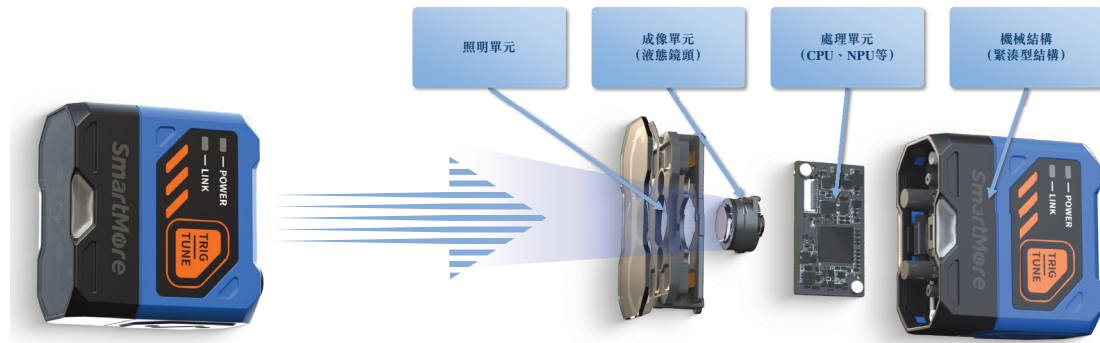 照明單元
成像單元
(液態鏡頭)
處理單元
(CPU、NPU等)
機械結構
(緊湊型結構)
SmartMore
POWER
LINK
TRIG
TUNE
SmartMore
POWER
LINK
TRIG
TUNE